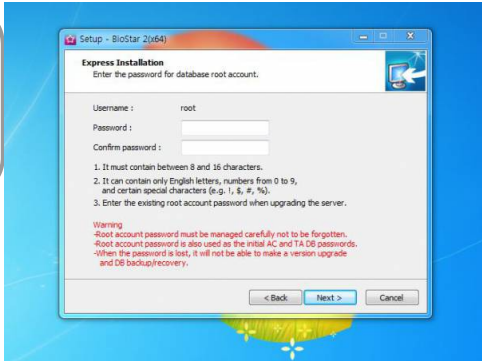 Setup - BioStar 2(x64)
Express Installation
Enter the password for database root account.
Username : root
Password :
Confirm password :
1. It must contain between 8 and 16 characters.
2. It can contain only English letters, numbers from 0 to 9,
and certain special characters (e.g. !, $, #, %).
3. Enter the existing root account password when upgrading the server.
Warning
-Root account password must be managed carefully not to be forgotten.
-Root account password is also used as the initial AC and TA DB passwords.
-When the password is lost, it will not be able to make a version upgrade
and DB backup/recovery.
< Back
Next >
Cancel